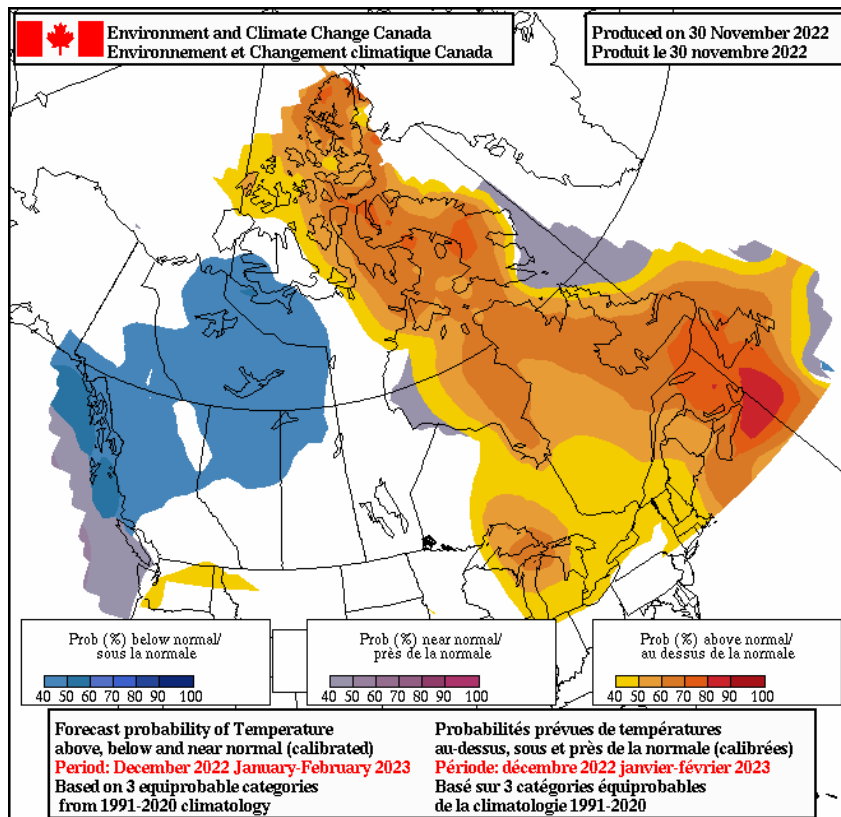 Environment and Climate Change Canada
Environnement et Changement climatique Canada
Produced on 30 November 2022
Produit le 30 novembre 2022
Prob (%) below normal/
sous la normale
40 50 60 70 80 90 100
Prob (%) near normal/
près de la normale
40 50 60 70 80 90 100
Prob (%) above normal/
au dessus de la normale
40 50 60 70 80 90 100
Forecast probability of Temperature
above, below and near normal (calibrated)
Period: December 2022 January-February 2023
Based on 3 equiprobable categories
from 1991-2020 climatology
Probabilités prévues de températures
au-dessus, sous et près de la normale (calibrées)
Période: décembre 2022 janvier-février 2023
Basé sur 3 catégories équiprobables
de la climatologie 1991-2020